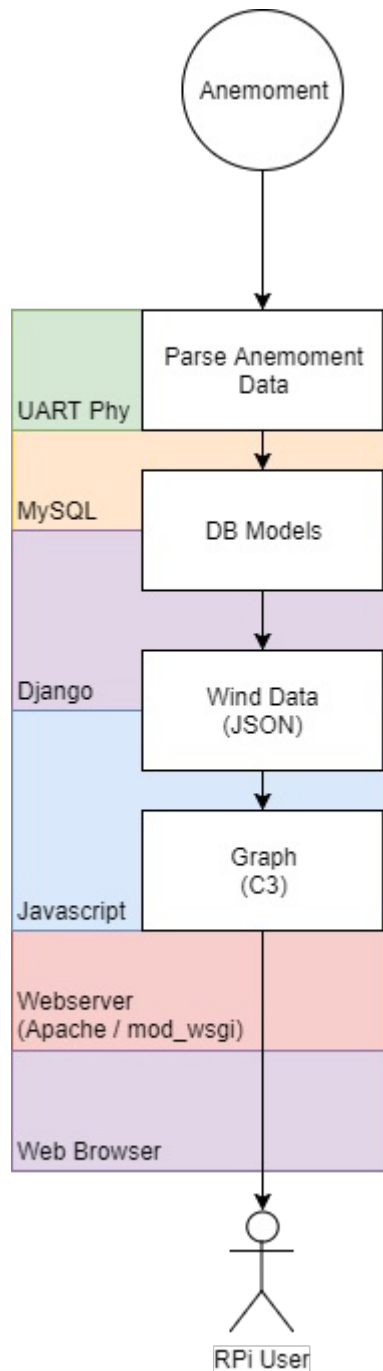 Anemoment
Parse Anemoment
Data
UART Phy
MySQL
DB Models
Django
Wind Data
(JSON)
Graph
(C3)
Javascript
Webserver
(Apache / mod_wsgi)
Web Browser
RPi User